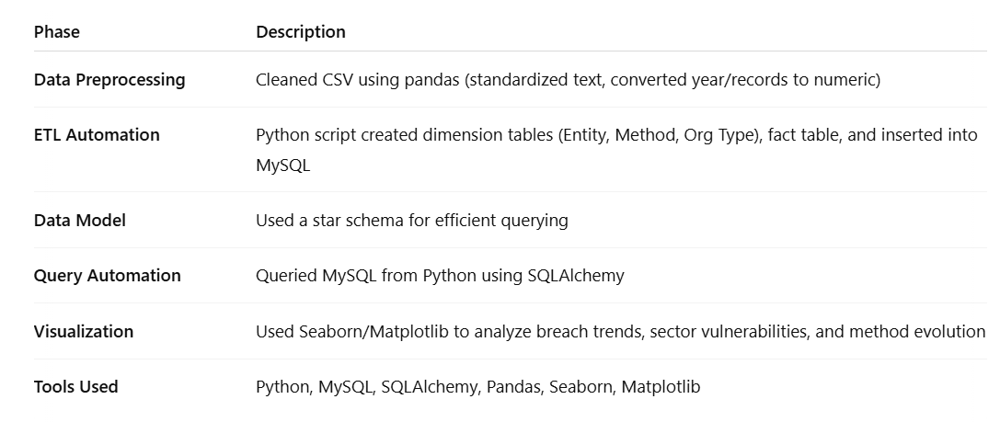 Phase Description
Data Preprocessing Cleaned CSV using pandas (standardized text, converted year/records to numeric)
ETL Automation Python script created dimension tables (Entity, Method, Org Type), fact table, and inserted into
MySQL
Data Model Used a star schema for efficient querying
Query Automation Queried MySQL from Python using SQLAlchemy
Visualization Used Seaborn/Matplotlib to analyze breach trends, sector vulnerabilities, and method evolution
Tools Used Python, MySQL, SQLAlchemy, Pandas, Seaborn, Matplotlib